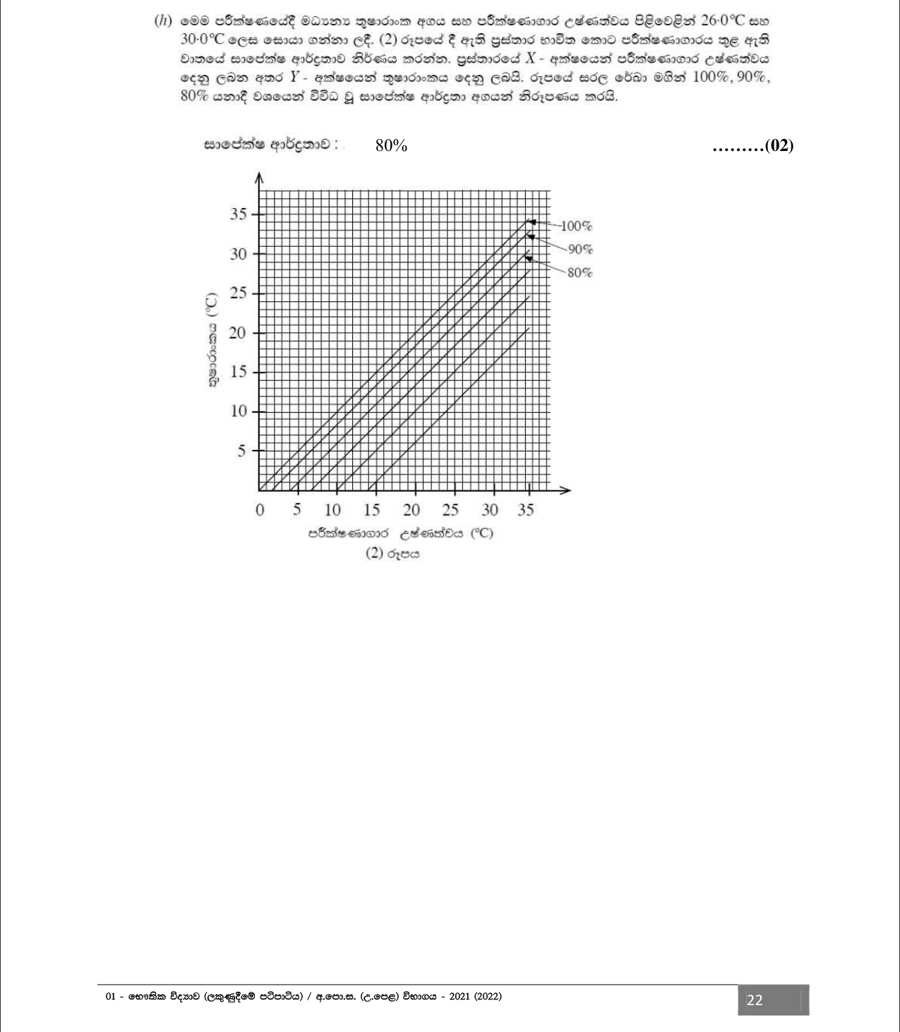 (h) මෙම පරීක්ෂණයේදී මධ්‍යන්‍ය තුෂාරාංක අගය සහ පරීක්ෂණාගාර උෂ්ණත්වය පිළිවෙළින් 26·0°C සහ
30·0°C ලෙස සොයා ගන්නා ලදී. (2) රූපයේ දී ඇති ප්‍රස්තාර භාවිත කොට පරීක්ෂණාගාරය තුළ ඇති
වාතයේ සාපේක්ෂ ආර්ද්‍රතාව නිර්ණය කරන්න. ප්‍රස්තාරයේ X - අක්ෂයෙන් පරීක්ෂණාගාර උෂ්ණත්වය
දෙනු ලබන අතර Y - අක්ෂයෙන් තුෂාරාංකය දෙනු ලබයි. රූපයේ සරල රේඛා මගින් 100%, 90%,
80% යනාදී වශයෙන් විවිධ වූ සාපේක්ෂ ආර්ද්‍රතා අගයන් නිරූපණය කරයි.
සාපේක්ෂ ආර්ද්‍රතාව : 80% .........(02)
35
30
25
20
15
10
5
තුෂාරාංකය (°C)
100%
90%
80%
0 5 10 15 20 25 30 35
පරීක්ෂණාගාර උෂ්ණත්වය (°C)
(2) රූපය
01 - භෞතික විද්‍යාව (ලකුණුදීමේ පටිපාටිය) / අ.පො.ස. (උ.පෙළ) විභාගය - 2021 (2022)
22